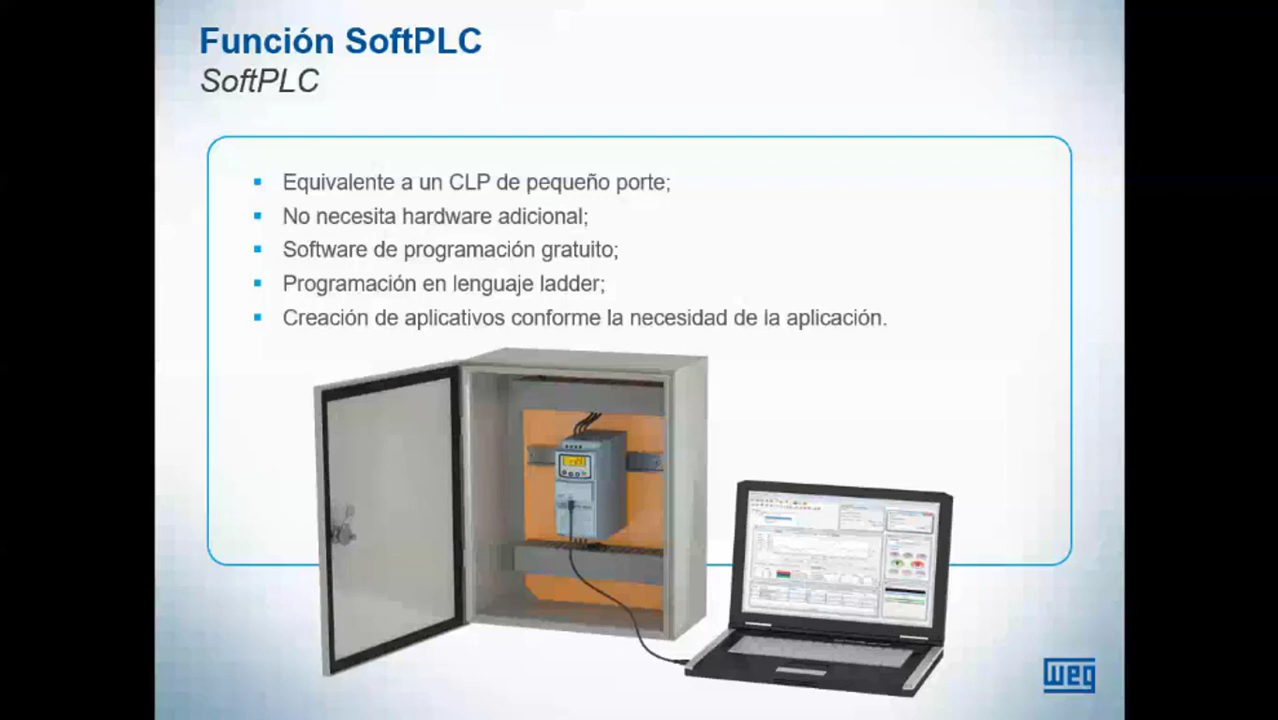 Función SoftPLC
SoftPLC
Equivalente a un CLP de pequeño porte;
No necesita hardware adicional;
Software de programación gratuito;
Programación en lenguaje ladder;
Creación de aplicativos conforme la necesidad de la aplicación.
weg